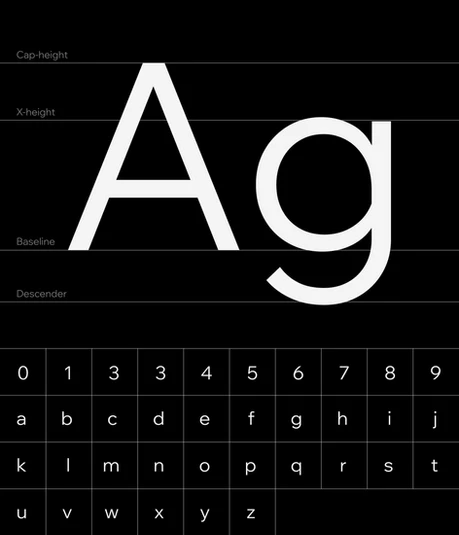 Cap-height
X-height
Ag
Baseline
Descender
0 1 3 3 4 5 6 7 8 9
a b c d e f g h i j
k l m n o p q r s t
u v w x y z